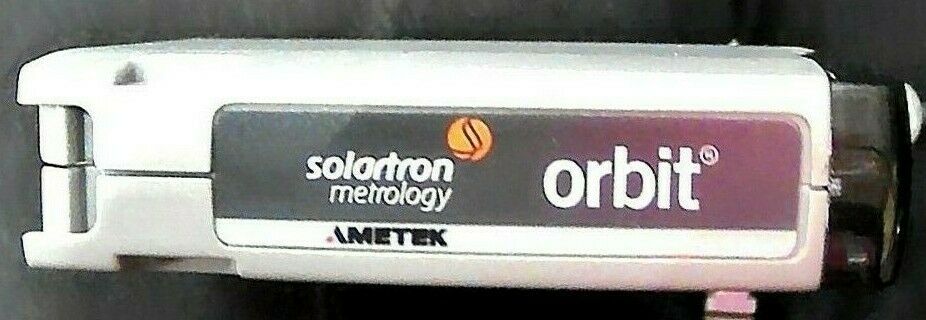 solartron
metrology
orbit®
AMETEK